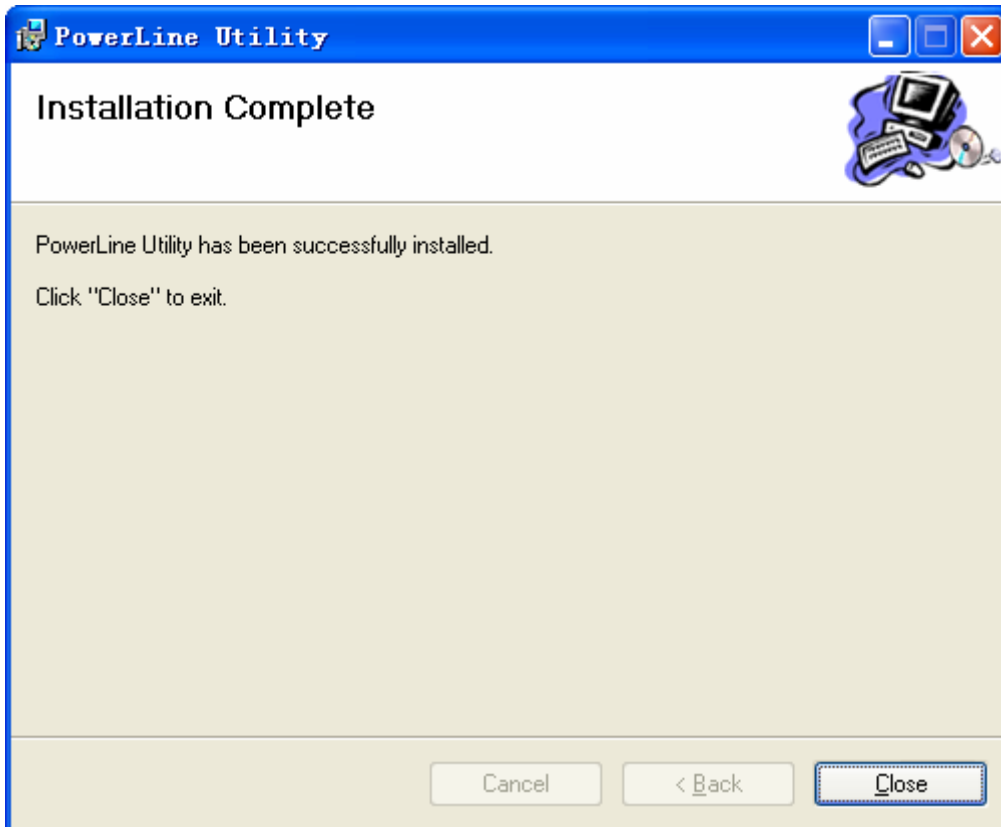 PowerLine Utility
Installation Complete
PowerLine Utility has been successfully installed.
Click "Close" to exit.
Cancel
< Back
Close